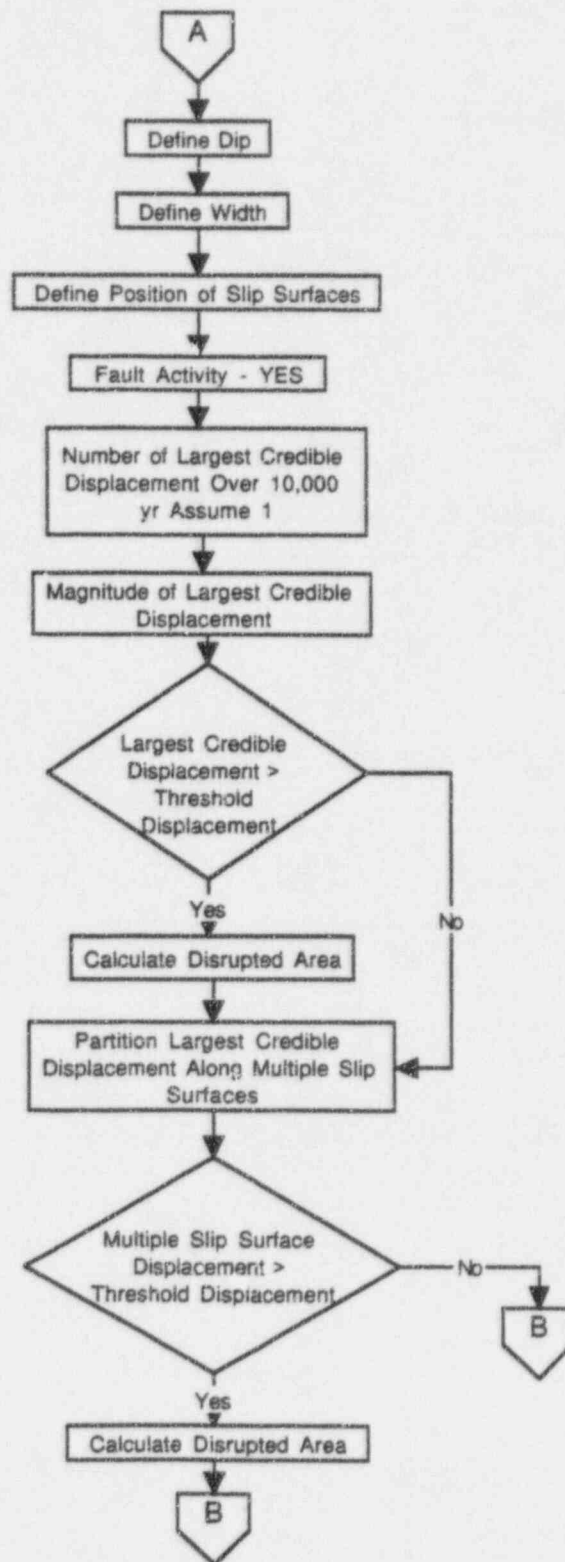 A
Define Dip
Define Width
Define Position of Slip Surfaces
Fault Activity - YES
Number of Largest Credible
Displacement Over 10,000
yr Assume 1
Magnitude of Largest Credible
Displacement
Largest Credible
Displacement >
Threshold
Displacement
Yes
No
Calculate Disrupted Area
Partition Largest Credible
Displacement Along Multiple Slip
Surfaces
Multiple Slip Surface
Displacement >
Threshold Displacement
No
B
Yes
Calculate Disrupted Area
B